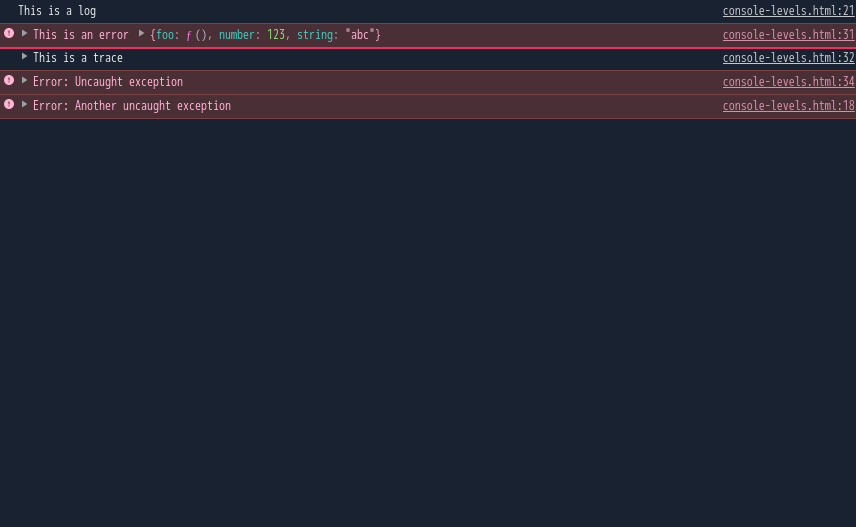 This is a log console-levels.html:21
This is an error {foo: ƒ (), number: 123, string: "abc"} console-levels.html:31
This is a trace console-levels.html:32
Error: Uncaught exception console-levels.html:34
Error: Another uncaught exception console-levels.html:18